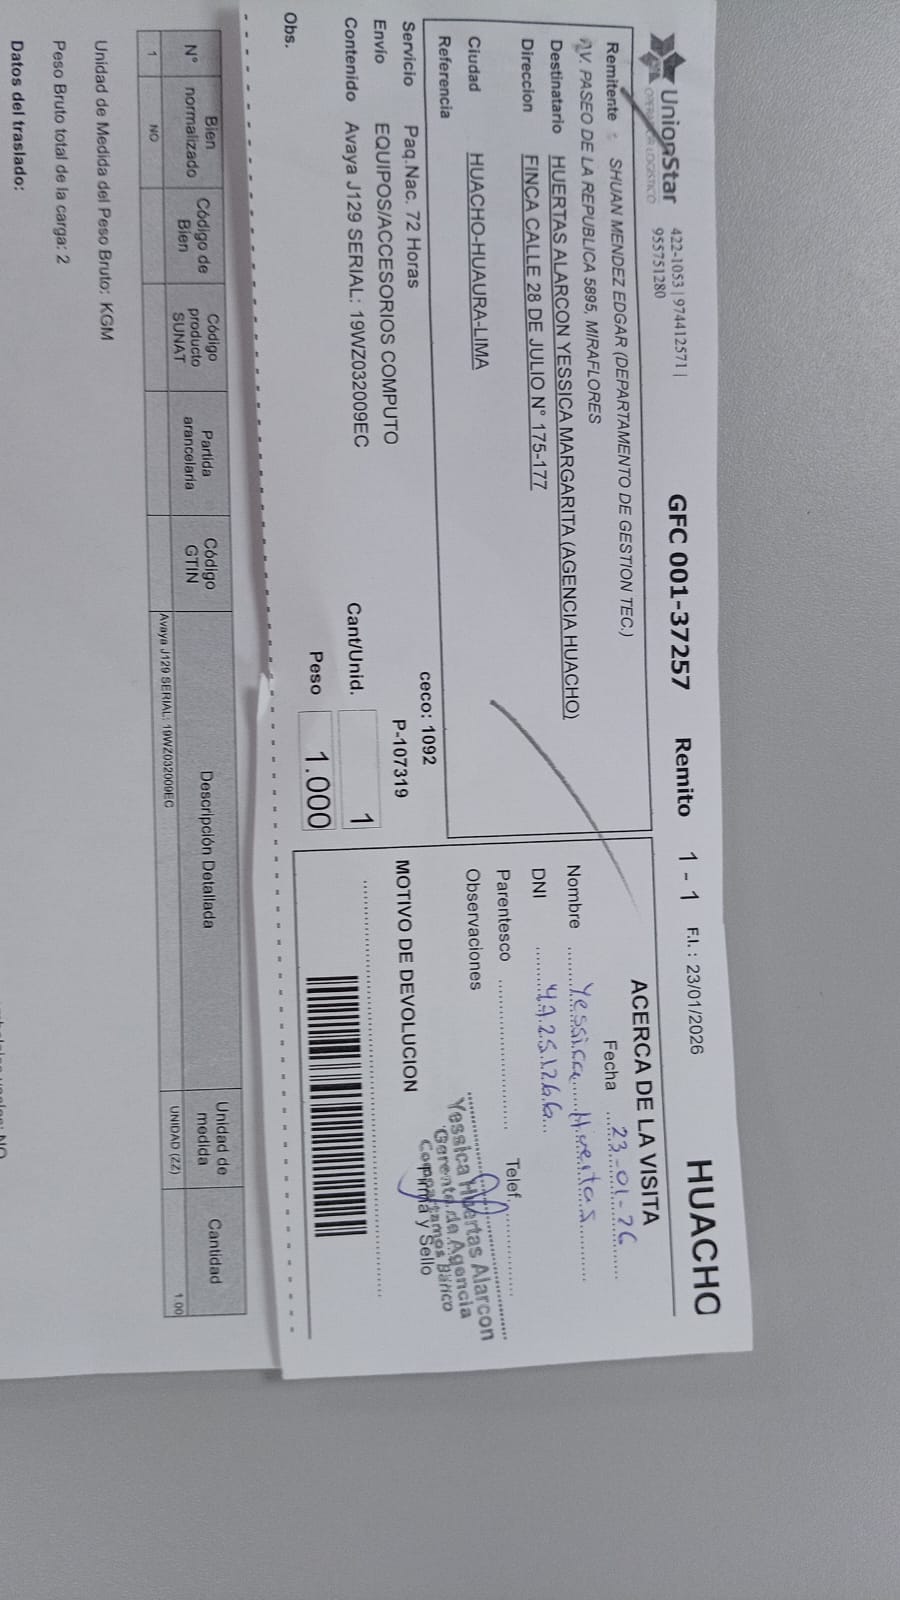 UnionStar
OPERADOR LOGISTICO
422-1053 | 974412571 |
955751280
GFC 001-37257 Remito 1 - 1 F.I. : 23/01/2026 HUACHO
Remitente : SHUAN MENDEZ EDGAR (DEPARTAMENTO DE GESTION TEC.)
AV. PASEO DE LA REPUBLICA 5895, MIRAFLORES
Destinatario HUERTAS ALARCON YESSICA MARGARITA (AGENCIA HUACHO)
Direccion FINCA CALLE 28 DE JULIO N° 175-177
Ciudad HUACHO-HUAURA-LIMA
Referencia
ceco: 1092
Servicio Paq.Nac. 72 Horas
P-107319
Envío EQUIPOS/ACCESORIOS COMPUTO
Contenido Avaya J129 SERIAL: 19WZ032009EC
Cant/Unid. 1
Peso 1.000
Obs.
ACERCA DE LA VISITA
Fecha 23-01-26
Nombre Yessica Huertas
DNI
Parentesco Telef.
Observaciones
Yessica Huertas Alarcon
Gerente de Agencia
Compartamos Banco
Firma y Sello
MOTIVO DE DEVOLUCION
N° Bien normalizado Código de Bien Código producto SUNAT Partida arancelaria Código GTIN Descripción Detallada Unidad de medida Cantidad
1 NO Avaya J129 SERIAL: 19WZ032009EC UNIDAD (ZZ) 1.00
Unidad de Medida del Peso Bruto: KGM
Peso Bruto total de la carga: 2
Datos del traslado: